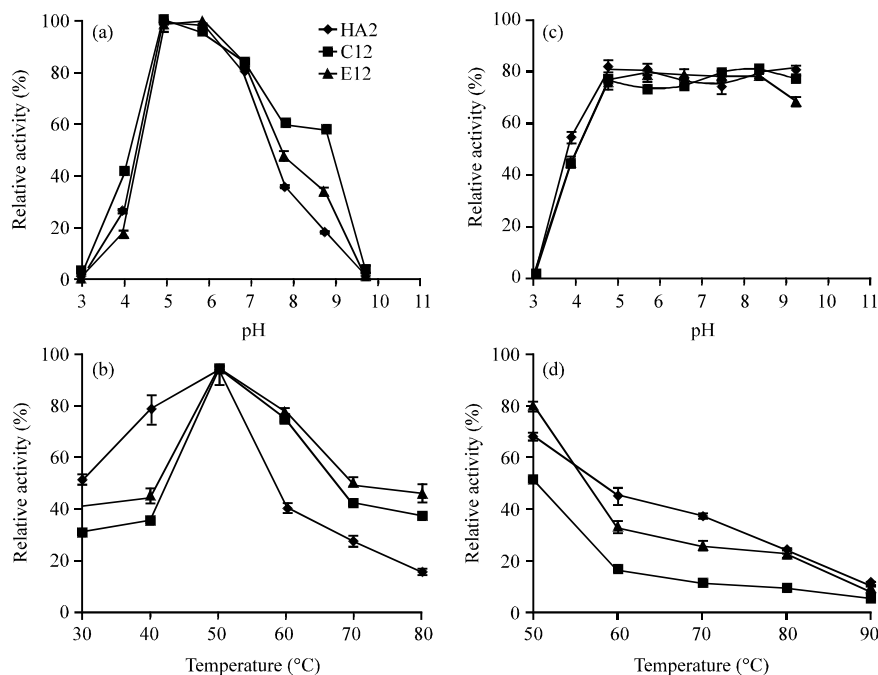 (a)
HA2
C12
E12
Relative activity (%)
100
80
60
40
20
0
3 4 5 6 7 8 9 10 11
pH
(c)
Relative activity (%)
100
80
60
40
20
0
3 4 5 6 7 8 9 10 11
pH
(b)
Relative activity (%)
100
80
60
40
20
0
30 40 50 60 70 80
Temperature (°C)
(d)
Relative activity (%)
100
80
60
40
20
0
50 60 70 80 90
Temperature (°C)